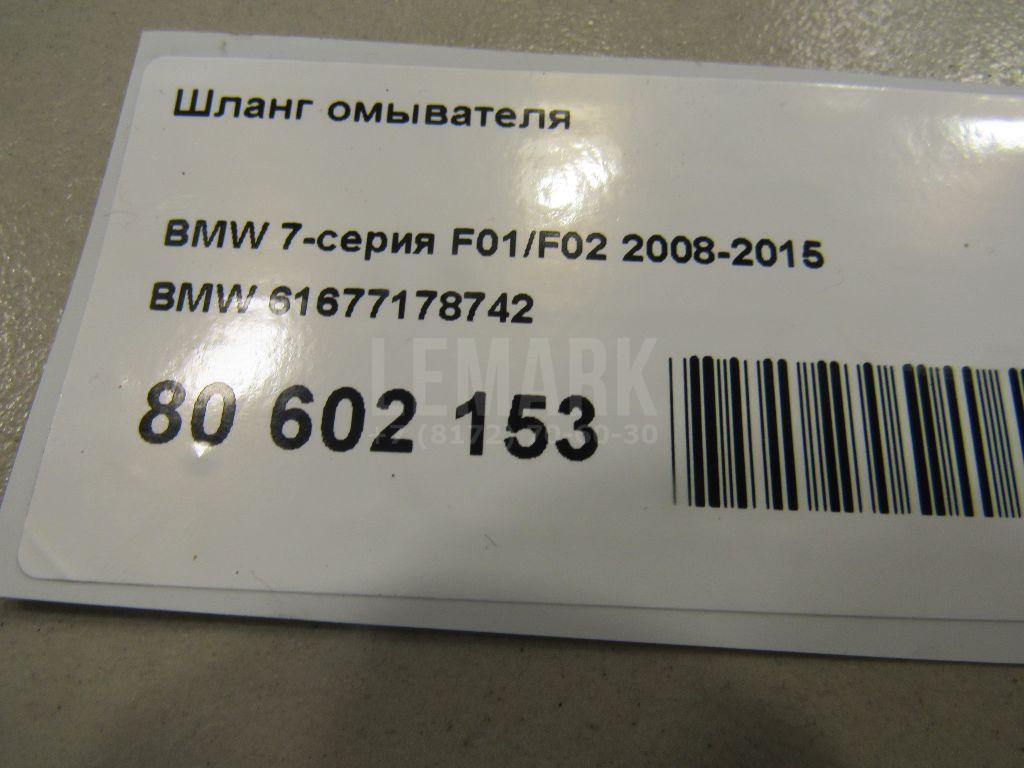 Шланг омывателя
BMW 7-серия F01/F02 2008-2015
BMW 61677178742
LEMARK
80 602 153